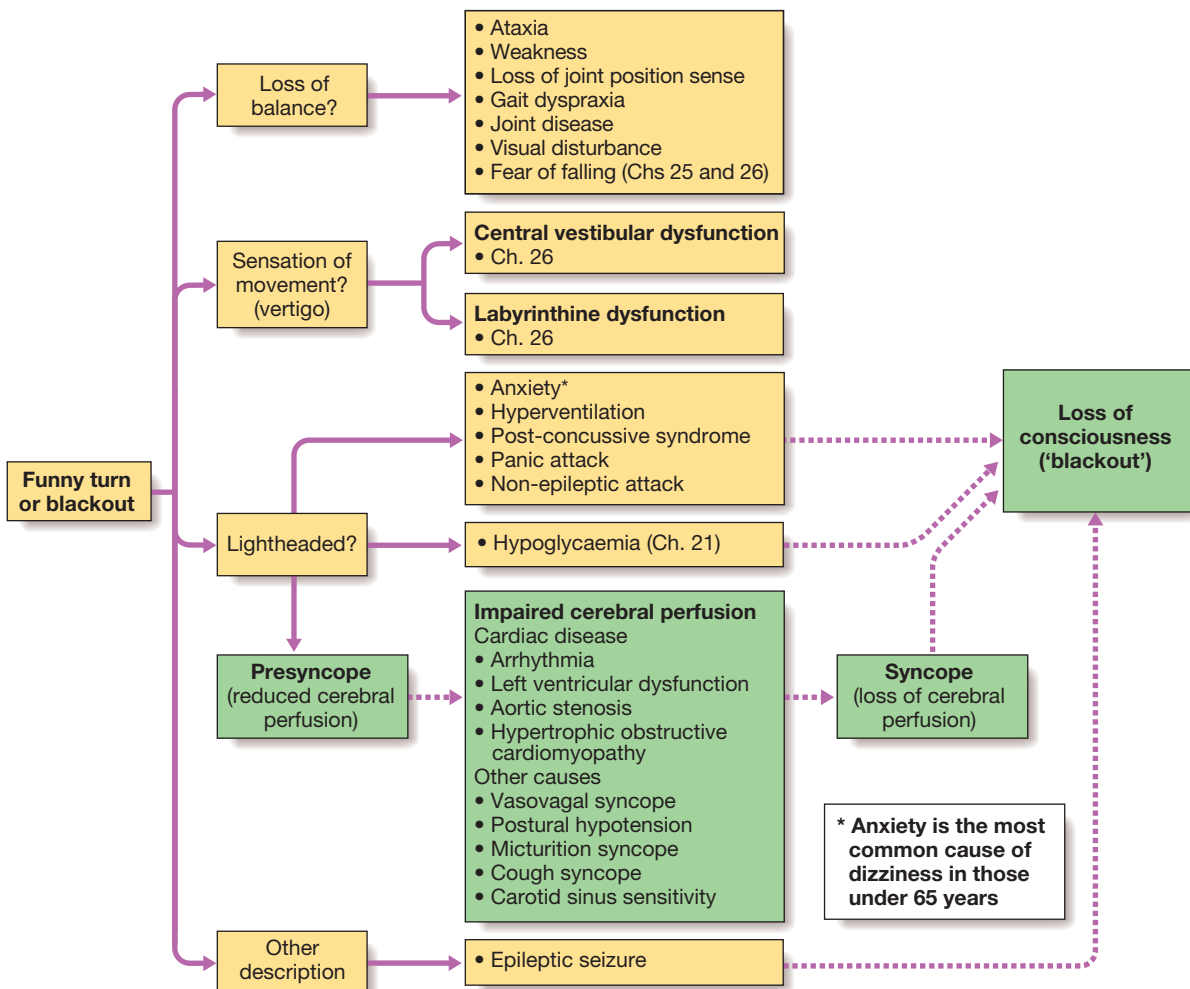 Funny turn
or blackout
Loss of
balance?
• Ataxia
• Weakness
• Loss of joint position sense
• Gait dyspraxia
• Joint disease
• Visual disturbance
• Fear of falling (Chs 25 and 26)
Sensation of
movement?
(vertigo)
Central vestibular dysfunction
• Ch. 26
Labyrinthine dysfunction
• Ch. 26
Lightheaded?
• Anxiety*
• Hyperventilation
• Post-concussive syndrome
• Panic attack
• Non-epileptic attack
• Hypoglycaemia (Ch. 21)
Presyncope
(reduced cerebral
perfusion)
Impaired cerebral perfusion
Cardiac disease
• Arrhythmia
• Left ventricular dysfunction
• Aortic stenosis
• Hypertrophic obstructive
cardiomyopathy
Other causes
• Vasovagal syncope
• Postural hypotension
• Micturition syncope
• Cough syncope
• Carotid sinus sensitivity
Syncope
(loss of cerebral
perfusion)
Loss of
consciousness
(‘blackout’)
Other
description
• Epileptic seizure
* Anxiety is the most
common cause of
dizziness in those
under 65 years